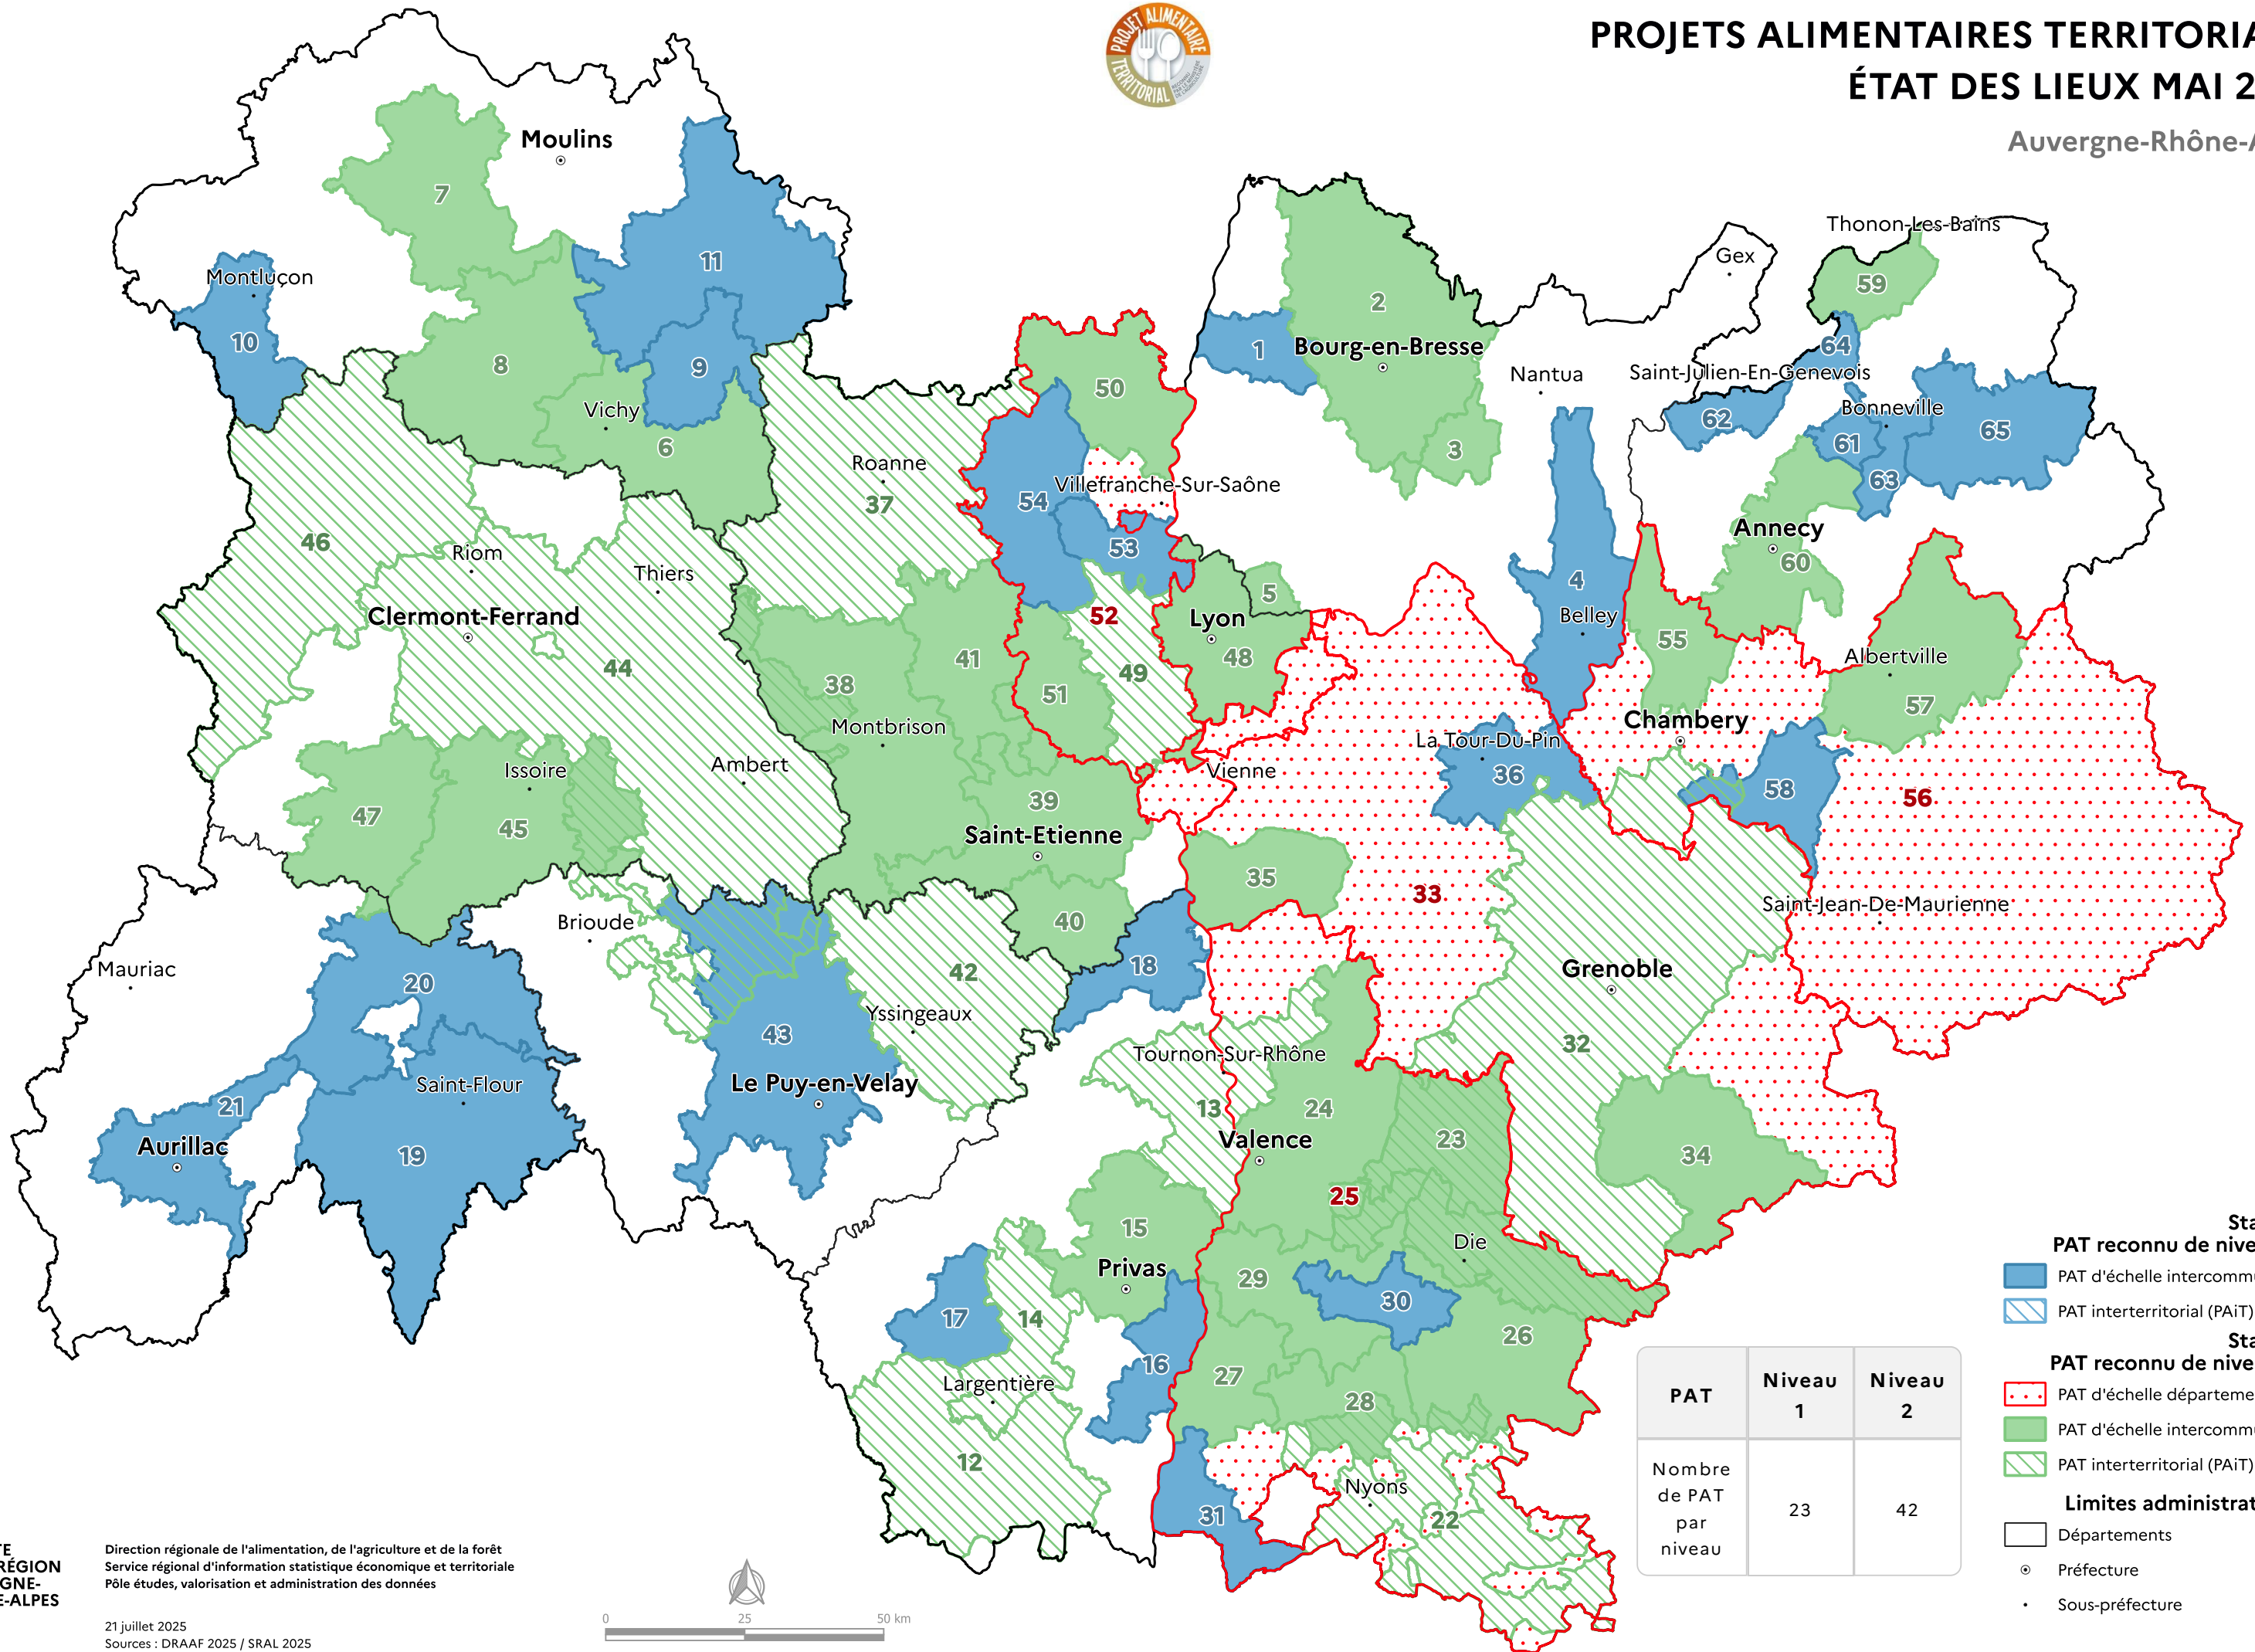 PROJETS ALIMENTAIRES TERRITORIA
ÉTAT DES LIEUX MAI 2
Auvergne-Rhône-A
PROJET ALIMENTAIRE
TERRITORIAL
Moulins
7
11
Montluçon
10
8
9
Vichy
6
2
1
Bourg-en-Bresse
3
Nantua
Gex
Thonon-Les-Bains
59
64
Saint-Julien-En-Genevois
62
Bonneville
61
65
63
50
Roanne
37
54
Villefranche-Sur-Saône
53
46
Riom
Thiers
Clermont-Ferrand
44
52
Lyon
5
48
4
Belley
Annecy
60
55
Albertville
57
38
41
51
49
Montbrison
Chambery
La Tour-Du-Pin
36
Vienne
58
56
Issoire
Ambert
47
45
39
Saint-Etienne
35
33
Saint-Jean-De-Maurienne
Brioude
40
Mauriac
20
42
18
Grenoble
Yssingeaux
43
Le Puy-en-Velay
Tournon-Sur-Rhône
32
Saint-Flour
21
Aurillac
19
13
24
Valence
23
34
25
15
Privas
Die
29
30
17
14
16
26
27
28
Largentière
12
Nyons
22
31
PAT
Niveau
1
Niveau
2
Nombre
de PAT
par
niveau
23
42
Sta
PAT reconnu de nive
PAT d'échelle intercommu
PAT interterritorial (PAiT)
Sta
PAT reconnu de nive
PAT d'échelle départeme
PAT d'échelle intercommu
PAT interterritorial (PAiT)
Limites administrat
Départements
Préfecture
Sous-préfecture
TE
RÉGION
GNE-
E-ALPES
Direction régionale de l'alimentation, de l'agriculture et de la forêt
Service régional d'information statistique économique et territoriale
Pôle études, valorisation et administration des données
21 juillet 2025
Sources : DRAAF 2025 / SRAL 2025
0 25 50 km